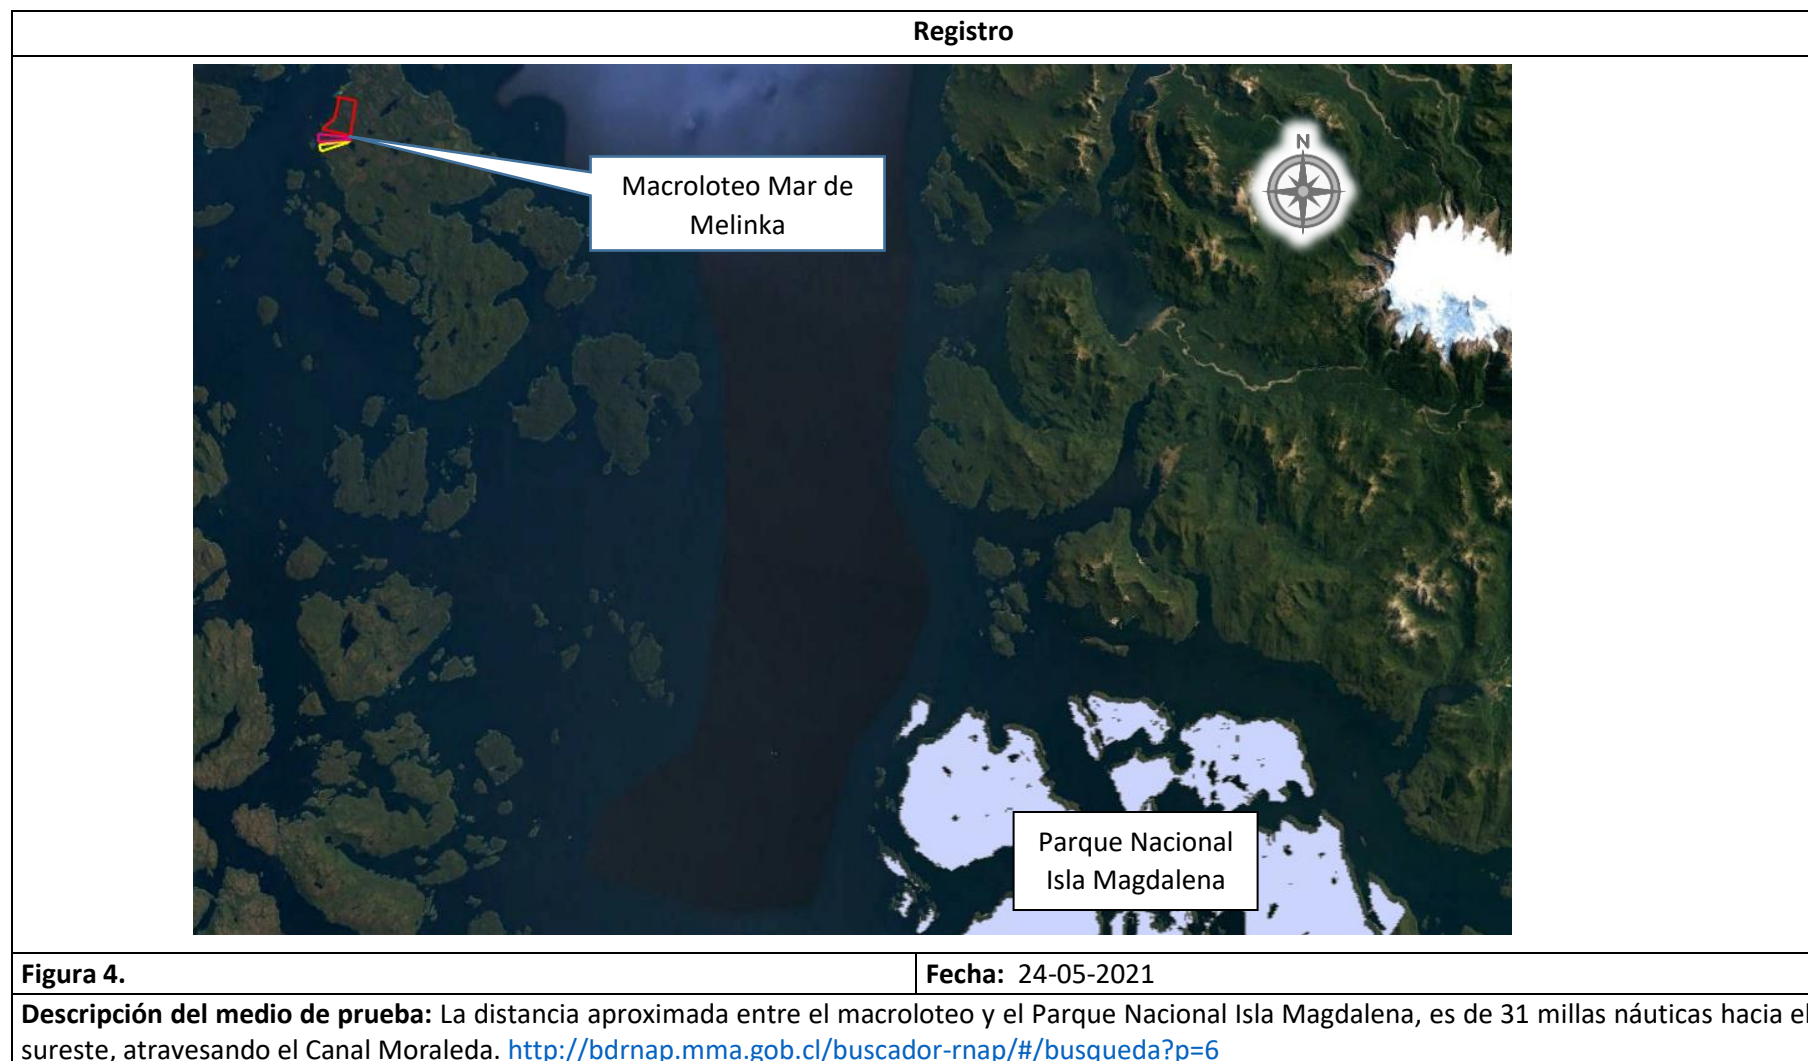 Registro
N
Macroloteo Mar de
Melinka
Parque Nacional
Isla Magdalena
Figura 4.
Fecha: 24-05-2021
Descripción del medio de prueba: La distancia aproximada entre el macroloteo y el Parque Nacional Isla Magdalena, es de 31 millas náuticas hacia el
sureste, atravesando el Canal Moraleda. http://bdrnap.mma.gob.cl/buscador-rnap/#/busqueda?p=6